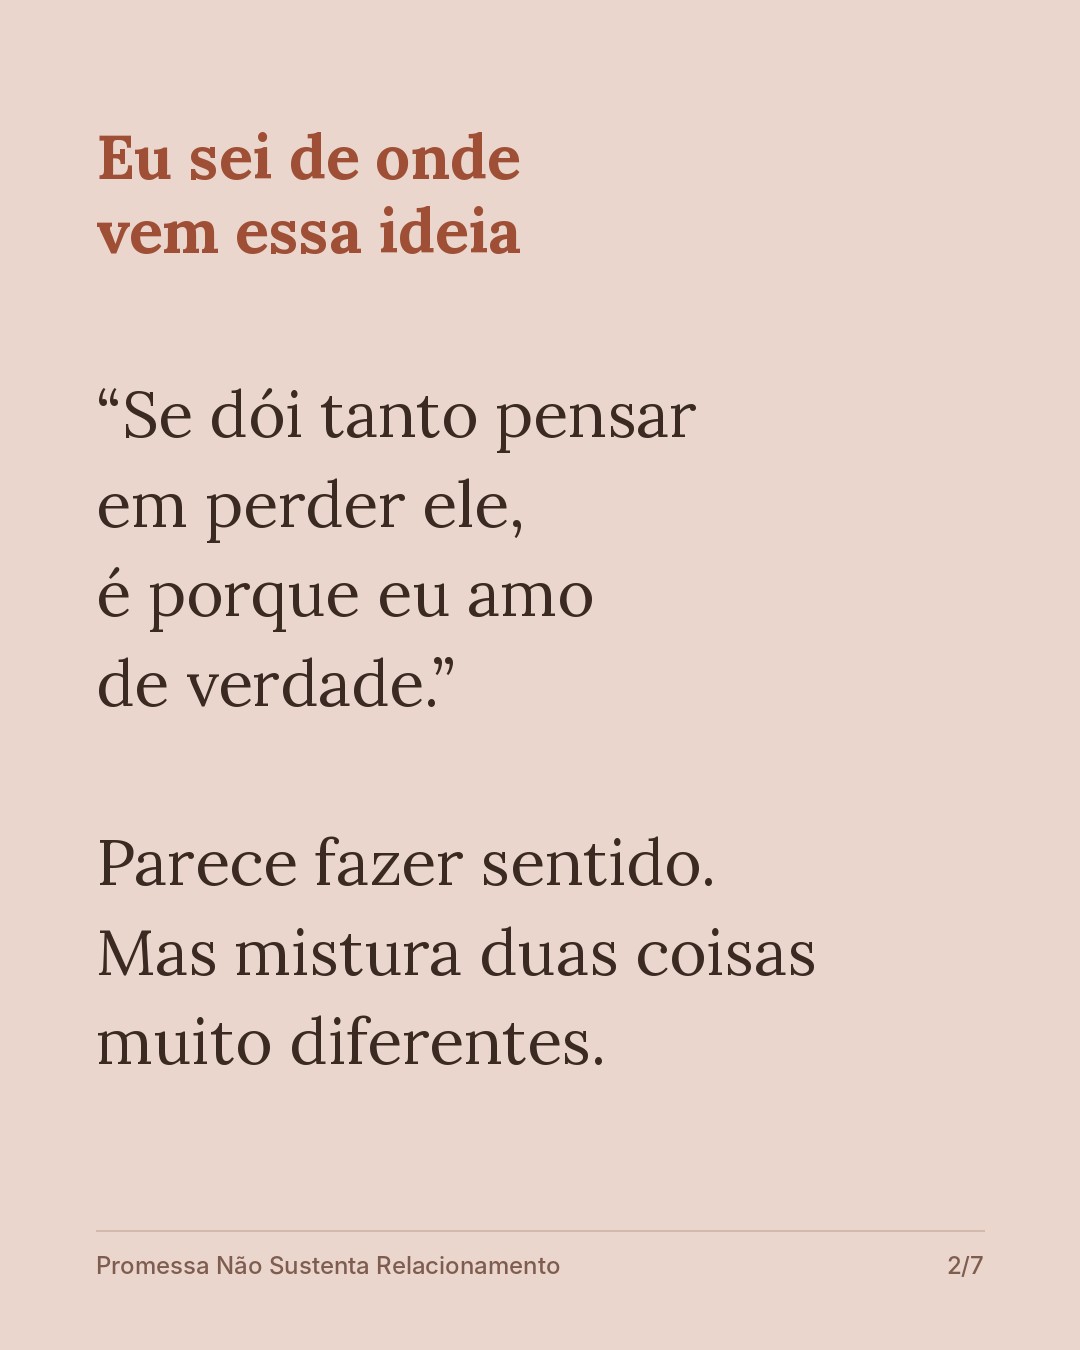 Eu sei de onde
vem essa ideia
“Se dói tanto pensar
em perder ele,
é porque eu amo
de verdade.”
Parece fazer sentido.
Mas mistura duas coisas
muito diferentes.
Promessa Não Sustenta Relacionamento
2/7